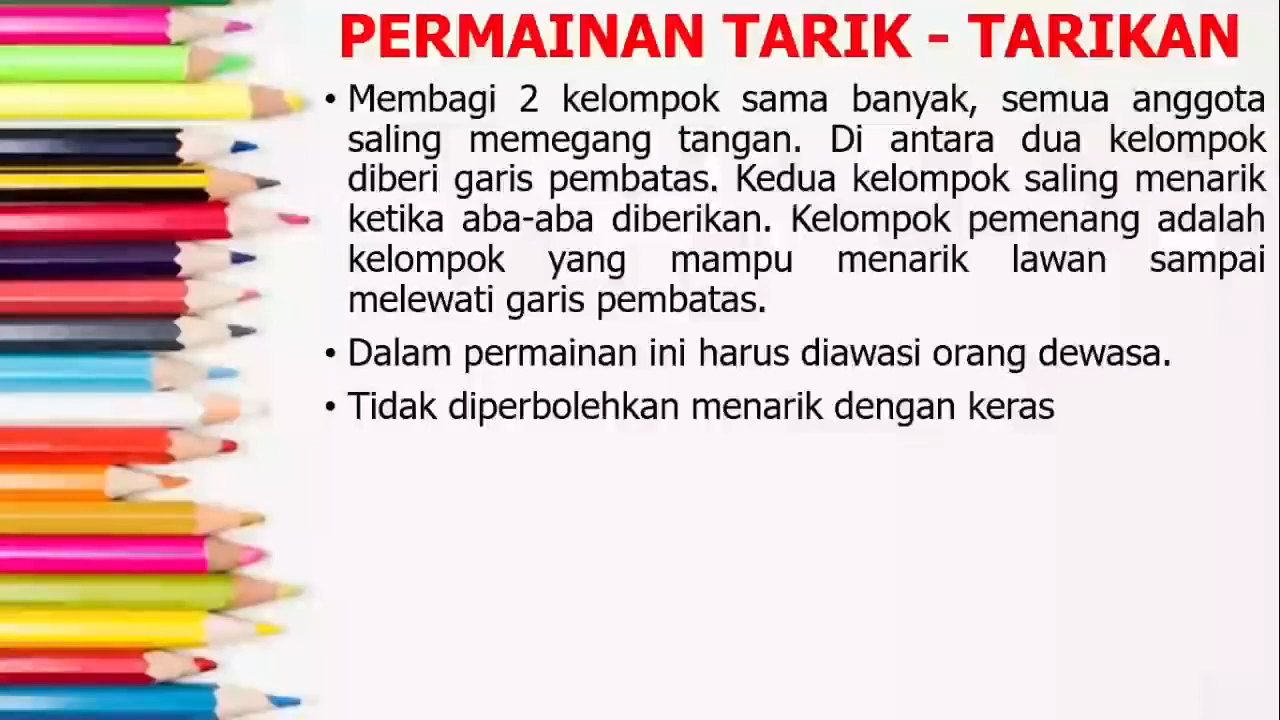 PERMAINAN TARIK - TARIKAN
• Membagi 2 kelompok sama banyak, semua anggota
saling memegang tangan. Di antara dua kelompok
diberi garis pembatas. Kedua kelompok saling menarik
ketika aba-aba diberikan. Kelompok pemenang adalah
kelompok yang mampu menarik lawan sampai
melewati garis pembatas.
• Dalam permainan ini harus diawasi orang dewasa.
• Tidak diperbolehkan menarik dengan keras